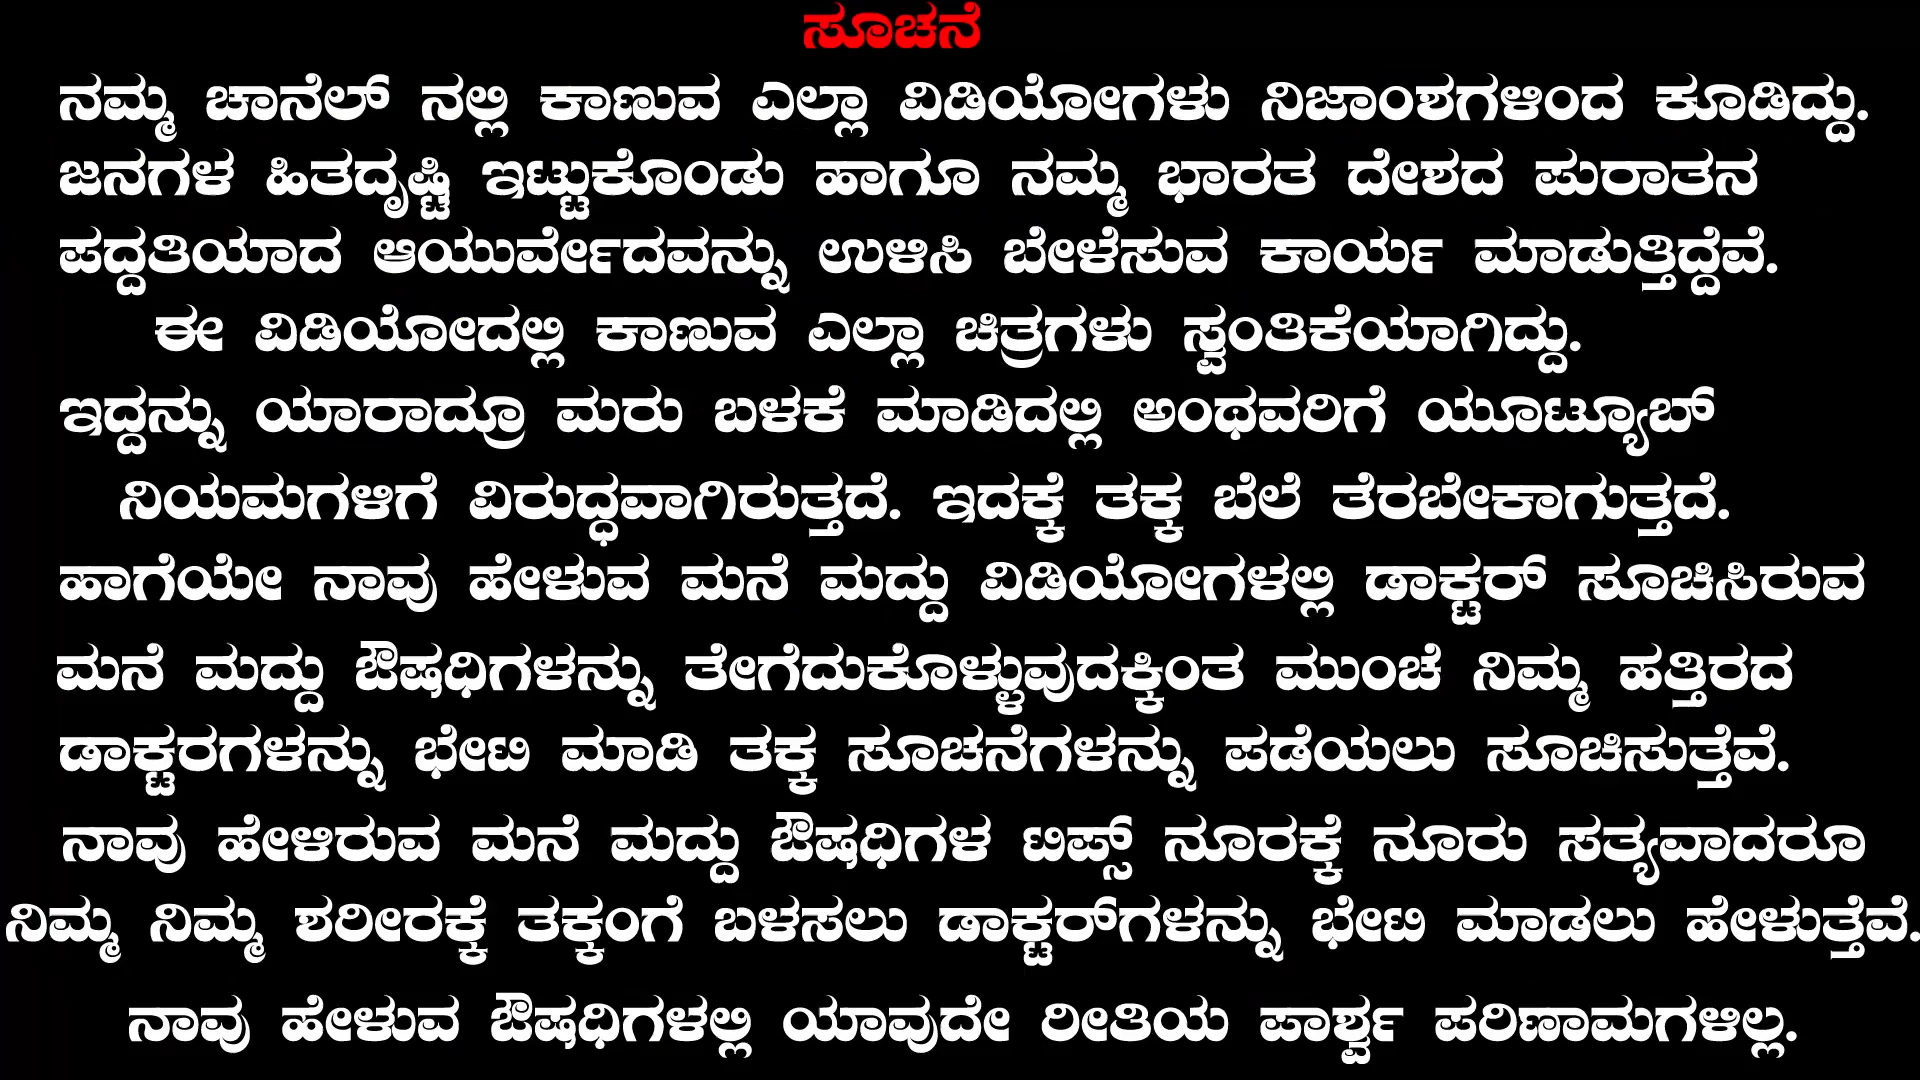 ಸೂಚನೆ
ನಮ್ಮ ಚಾನೆಲ್ ನಲ್ಲಿ ಕಾಣುವ ಎಲ್ಲಾ ವಿಡಿಯೋಗಳು ನಿಜಾಂಶಗಳಿಂದ ಕೂಡಿದ್ದು.
ಜನಗಳ ಹಿತದೃಷ್ಟಿ ಇಟ್ಟುಕೊಂಡು ಹಾಗೂ ನಮ್ಮ ಭಾರತ ದೇಶದ ಪುರಾತನ
ಪದ್ದತಿಯಾದ ಆಯುರ್ವೇದವನ್ನು ಉಳಿಸಿ ಬೇಳೆಸುವ ಕಾರ್ಯ ಮಾಡುತ್ತಿದ್ದೆವೆ.
ಈ ವಿಡಿಯೋದಲ್ಲಿ ಕಾಣುವ ಎಲ್ಲಾ ಚಿತ್ರಗಳು ಸ್ವಂತಿಕೆಯಾಗಿದ್ದು.
ಇದ್ದನ್ನು ಯಾರಾದ್ರೂ ಮರು ಬಳಕೆ ಮಾಡಿದಲ್ಲಿ ಅಂಥವರಿಗೆ ಯೂಟ್ಯೂಬ್
ನಿಯಮಗಳಿಗೆ ವಿರುದ್ಧವಾಗಿರುತ್ತದೆ. ಇದಕ್ಕೆ ತಕ್ಕ ಬೆಲೆ ತೆರಬೇಕಾಗುತ್ತದೆ.
ಹಾಗೆಯೇ ನಾವು ಹೇಳುವ ಮನೆ ಮದ್ದು ವಿಡಿಯೋಗಳಲ್ಲಿ ಡಾಕ್ಟರ್ ಸೂಚಿಸಿರುವ
ಮನೆ ಮದ್ದು ಔಷಧಿಗಳನ್ನು ತೇಗೆದುಕೊಳ್ಳುವುದಕ್ಕಿಂತ ಮುಂಚೆ ನಿಮ್ಮ ಹತ್ತಿರದ
ಡಾಕ್ಟರಗಳನ್ನು ಭೇಟಿ ಮಾಡಿ ತಕ್ಕ ಸೂಚನೆಗಳನ್ನು ಪಡೆಯಲು ಸೂಚಿಸುತ್ತೆವೆ.
ನಾವು ಹೇಳಿರುವ ಮನೆ ಮದ್ದು ಔಷಧಿಗಳ ಟಿಪ್ಸ್ ನೂರಕ್ಕೆ ನೂರು ಸತ್ಯವಾದರೂ
ನಿಮ್ಮ ನಿಮ್ಮ ಶರೀರಕ್ಕೆ ತಕ್ಕಂಗೆ ಬಳಸಲು ಡಾಕ್ಟರ್‌ಗಳನ್ನು ಭೇಟಿ ಮಾಡಲು ಹೇಳುತ್ತೆವೆ.
ನಾವು ಹೇಳುವ ಔಷಧಿಗಳಲ್ಲಿ ಯಾವುದೇ ರೀತಿಯ ಪಾರ್ಶ್ವ ಪರಿಣಾಮಗಳಿಲ್ಲ.